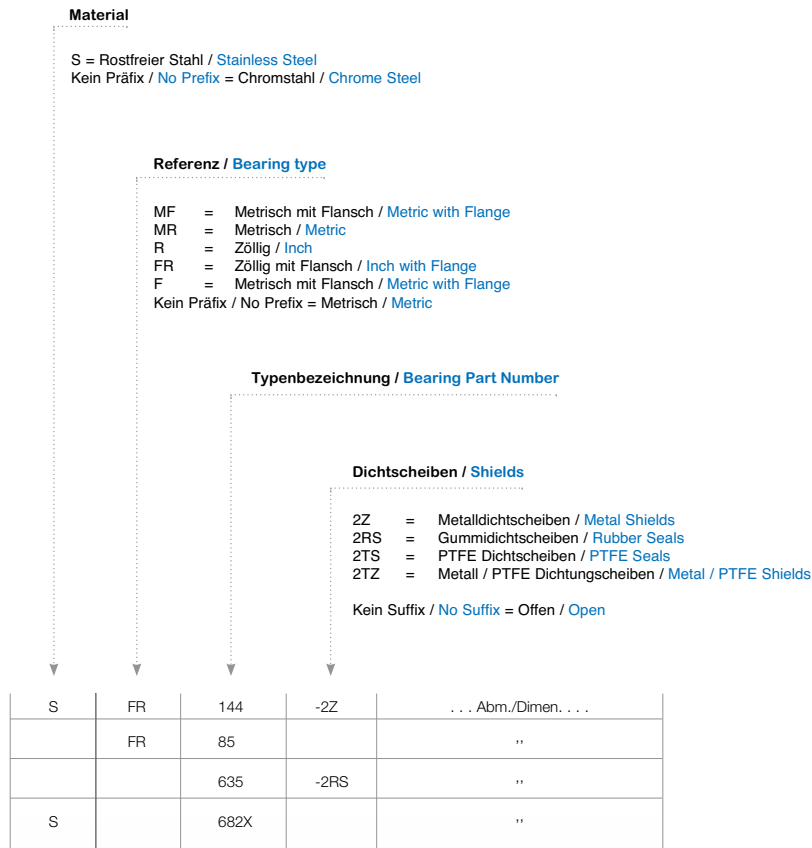 Material
S = Rostfreier Stahl / Stainless Steel
Kein Präfix / No Prefix = Chromstahl / Chrome Steel
Referenz / Bearing type
MF = Metrisch mit Flansch / Metric with Flange
MR = Metrisch / Metric
R = Zöllig / Inch
FR = Zöllig mit Flansch / Inch with Flange
F = Metrisch mit Flansch / Metric with Flange
Kein Präfix / No Prefix = Metrisch / Metric
Typenbezeichnung / Bearing Part Number
Dichtscheiben / Shields
2Z = Metalldichtscheiben / Metal Shields
2RS = Gummidichtscheiben / Rubber Seals
2TS = PTFE Dichtscheiben / PTFE Seals
2TZ = Metall / PTFE Dichtungscheiben / Metal / PTFE Shields
Kein Suffix / No Suffix = Offen / Open
S FR 144 -2Z . . . Abm./Dimen. . . .
FR 85 ,,
635 -2RS ,,
S 682X ,,